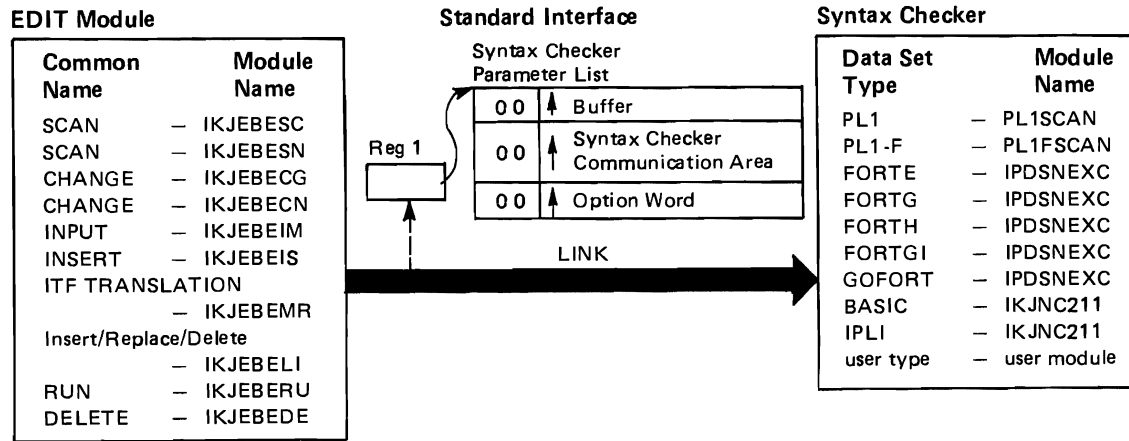 EDIT Module
Common Module
Name Name
SCAN – IKJEBESC
SCAN – IKJEBESN
CHANGE – IKJEBECG
CHANGE – IKJEBECN
INPUT – IKJEBEIM
INSERT – IKJEBEIS
ITF TRANSLATION
– IKJEBEMR
Insert/Replace/Delete
– IKJEBELI
RUN – IKJEBERU
DELETE – IKJEBEDE
Standard Interface
Syntax Checker
Parameter List
Reg 1
00 Buffer
00 Syntax Checker
Communication Area
00 Option Word
LINK
Syntax Checker
Data Set Module
Type Name
PL1 – PL1SCAN
PL1-F – PL1FSCAN
FORTE – IPDSNEXC
FORTG – IPDSNEXC
FORTH – IPDSNEXC
FORTGI – IPDSNEXC
GOFORT – IPDSNEXC
BASIC – IKJNC211
IPLI – IKJNC211
user type – user module